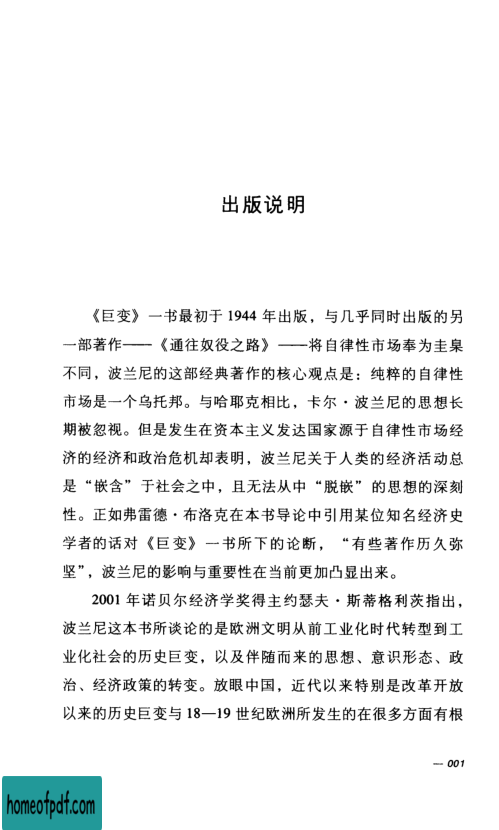 出版说明
《巨变》一书最初于 1944 年出版，与几乎同时出版的另
一部著作——《通往奴役之路》——将自律性市场奉为圭臬
不同，波兰尼的这部经典著作的核心观点是：纯粹的自律性
市场是一个乌托邦。与哈耶克相比，卡尔·波兰尼的思想长
期被忽视。但是发生在资本主义发达国家源于自律性市场经
济的经济和政治危机却表明，波兰尼关于人类的经济活动总
是“嵌含”于社会之中，且无法从中“脱嵌”的思想的深刻
性。正如弗雷德·布洛克在本书导论中引用某位知名经济史
学者的话对《巨变》一书所下的论断，“有些著作历久弥
坚”，波兰尼的影响与重要性在当前更加凸显出来。
2001 年诺贝尔经济学奖得主约瑟夫·斯蒂格利茨指出，
波兰尼这本书所谈论的是欧洲文明从前工业化时代转型到工
业化社会的历史巨变，以及伴随而来的思想、意识形态、政
治、经济政策的转变。放眼中国，近代以来特别是改革开放
以来的历史巨变与 18—19 世纪欧洲所发生的在很多方面有根
— 001
homeofpdf.com